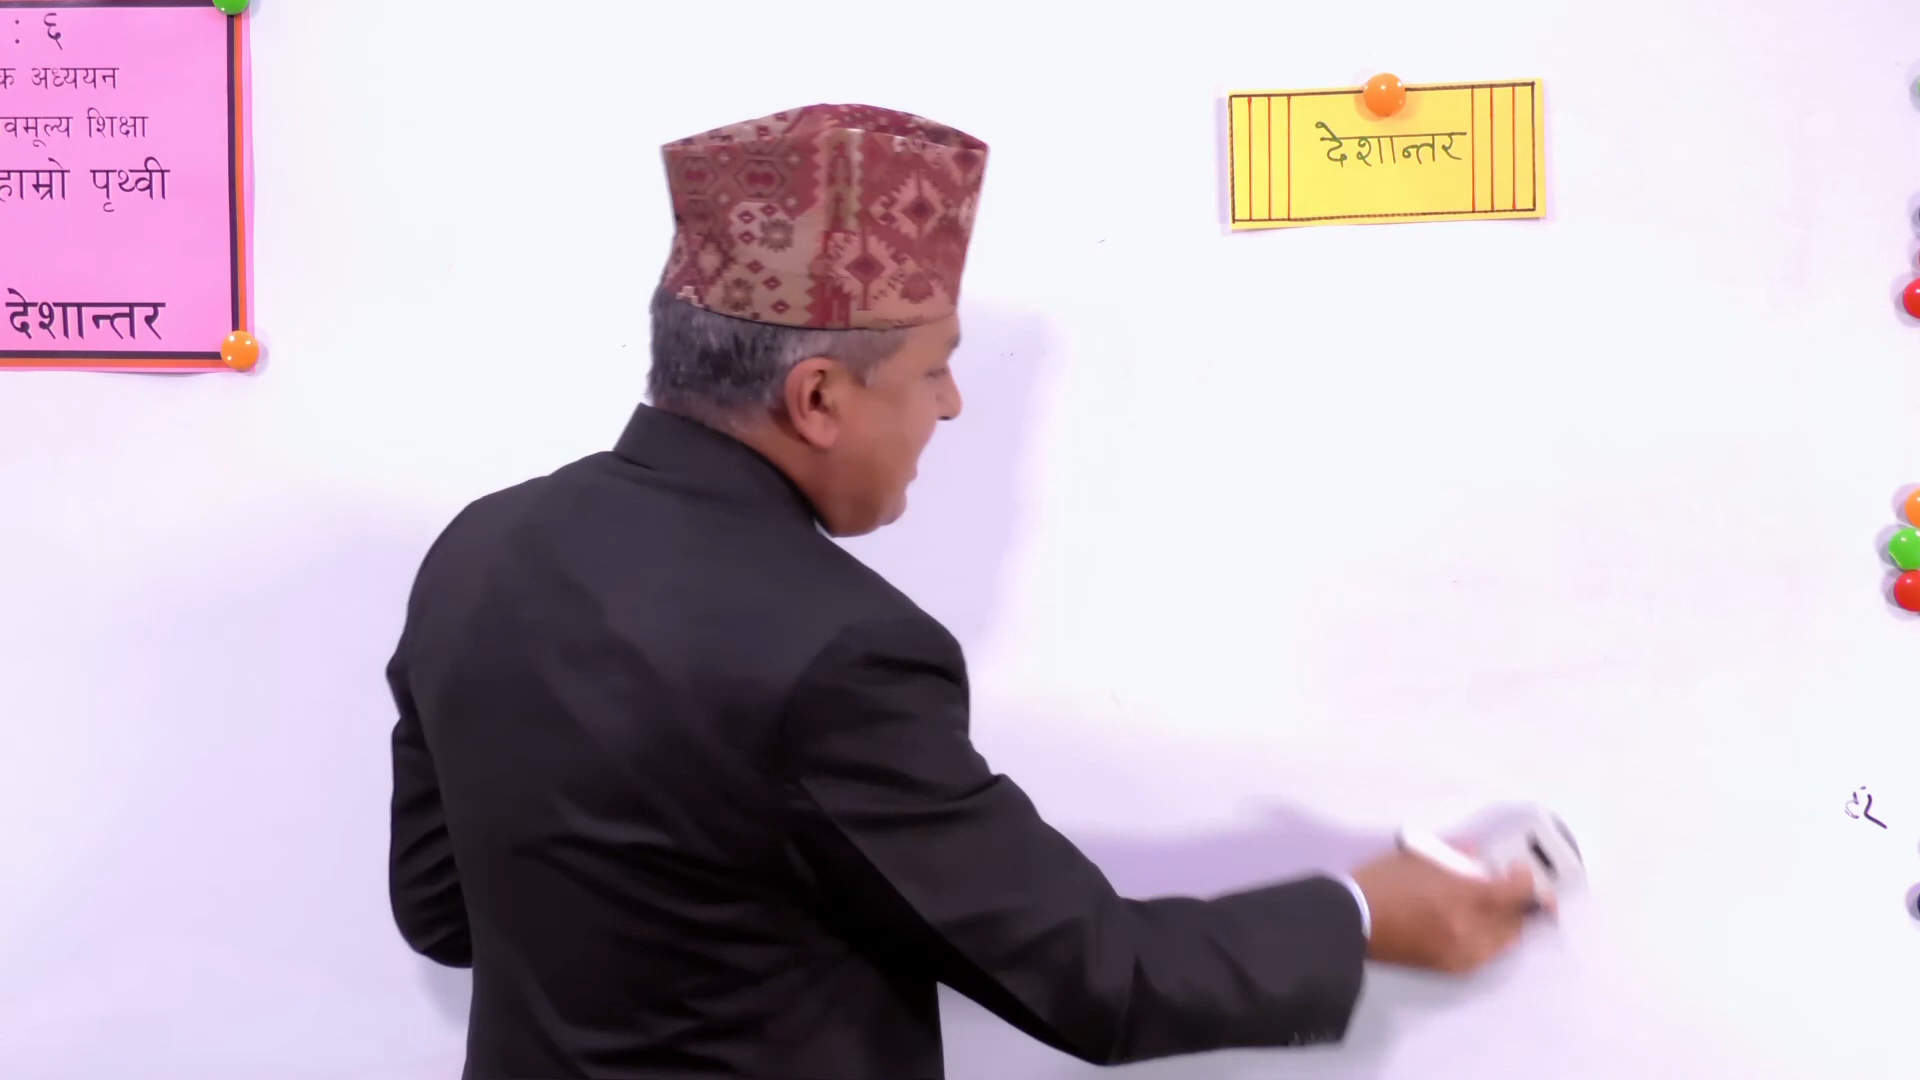 : ६
क अध्ययन
वमूल्य शिक्षा
हाम्रो पृथ्वी
देशान्तर
देशान्तर